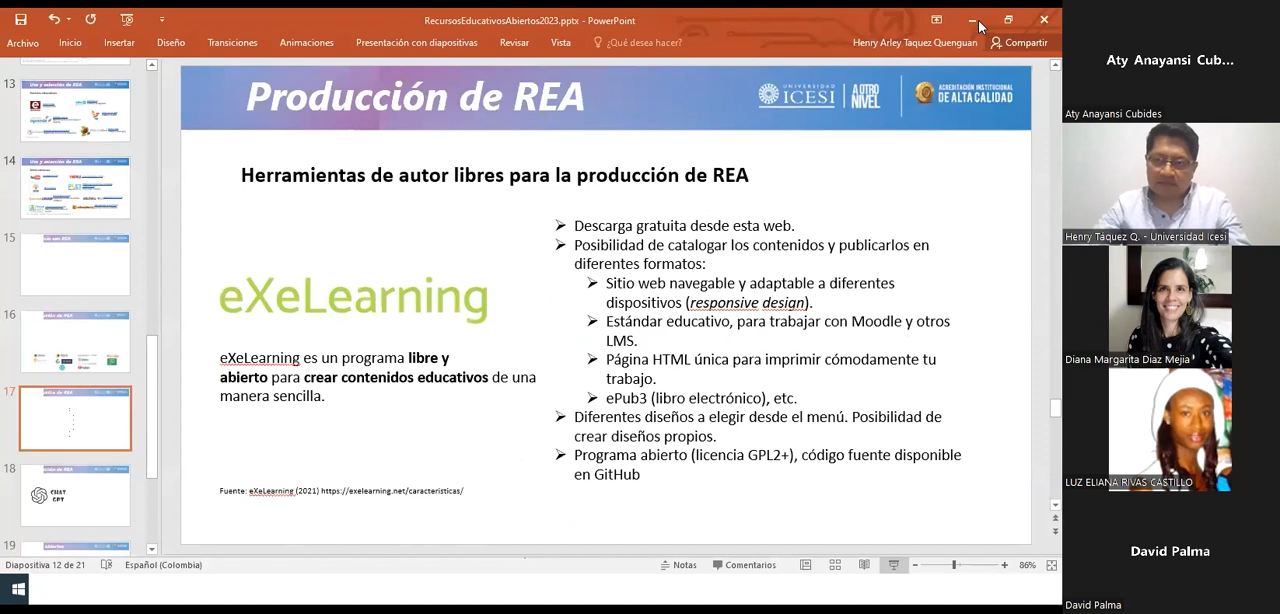 RecursosEducativosAbiertos2023.pptx - PowerPoint
Archivo Inicio Insertar Diseño Transiciones Animaciones Presentación con diapositivas Revisar Vista ¿Qué desea hacer? Henry Arley Taquez Quenguan Compartir
13
14
15
16
17
18
CHAT
GPT
19
Producción de REA
UNIVERSIDAD
ICESI
A OTRO
NIVEL
ACREDITACIÓN INSTITUCIONAL
DE ALTA CALIDAD
Herramientas de autor libres para la producción de REA
eXeLearning
eXeLearning es un programa libre y
abierto para crear contenidos educativos de una
manera sencilla.
Fuente: eXeLearning (2021) https://exelearning.net/caracteristicas/
Descarga gratuita desde esta web.
Posibilidad de catalogar los contenidos y publicarlos en
diferentes formatos:
Sitio web navegable y adaptable a diferentes
dispositivos (responsive design).
Estándar educativo, para trabajar con Moodle y otros
LMS.
Página HTML única para imprimir cómodamente tu
trabajo.
ePub3 (libro electrónico), etc.
Diferentes diseños a elegir desde el menú. Posibilidad de
crear diseños propios.
Programa abierto (licencia GPL2+), código fuente disponible
en GitHub
Diapositiva 12 de 21 Español (Colombia) Notas Comentarios 86%
Aty Anayansi Cub...
Aty Anayansi Cubides
Henry Táquez Q. - Universidad Icesi
Diana Margarita Diaz Mejia
LUZ ELIANA RIVAS CASTILLO
David Palma
David Palma